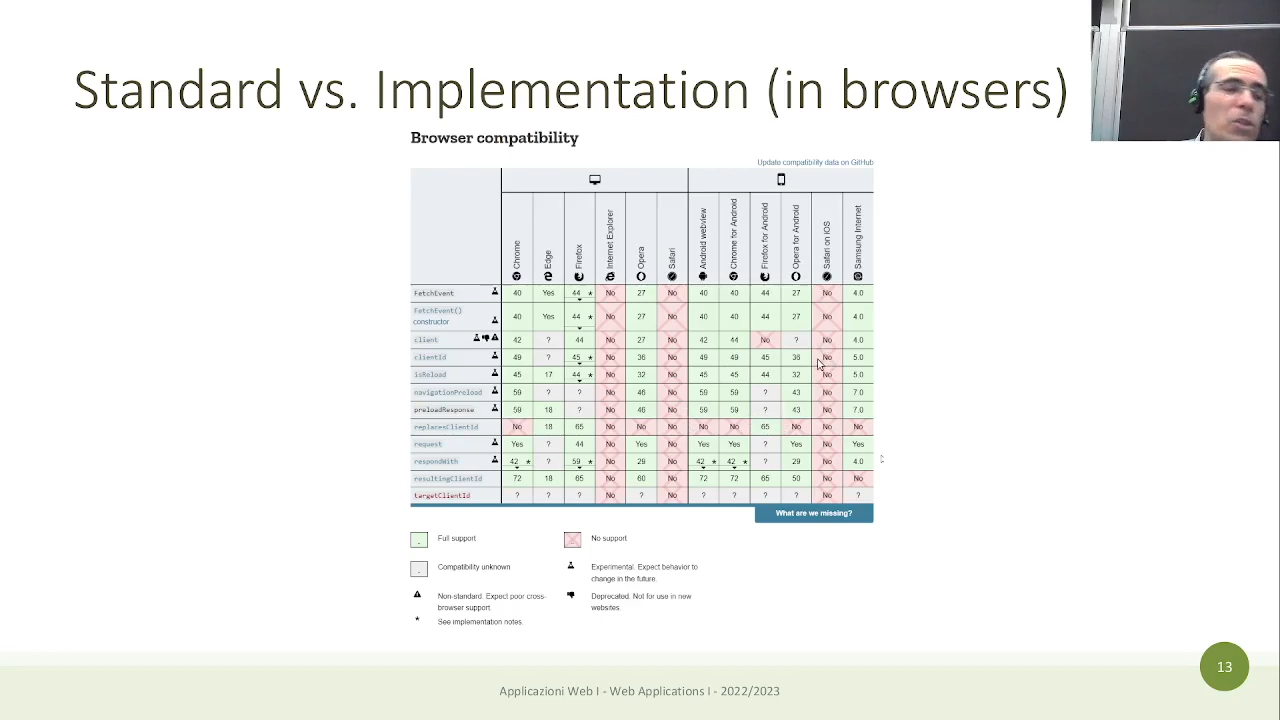 Standard vs. Implementation (in browsers)
Browser compatibility
Update compatibility data on GitHub
Chrome Edge Firefox Internet Explorer Opera Safari Android webview Chrome for Android Firefox for Android Opera for Android Safari on iOS Samsung Internet
FetchEvent 40 Yes 44 * No 27 No 40 40 44 27 No 4.0
FetchEvent()
constructor 40 Yes 44 * No 27 No 40 40 44 27 No 4.0
client 42 ? 44 No 27 No 42 44 No ? No 4.0
clientId 49 ? 45 * No 36 No 49 49 45 36 No 5.0
isReload 45 17 44 * No 32 No 45 45 44 32 No 5.0
navigationPreload 59 ? ? No 46 No 59 59 ? 43 No 7.0
preloadResponse 59 18 ? No 46 No 59 59 ? 43 No 7.0
replacesClientId No 18 65 No No No No No 65 No No No
request Yes ? 44 No Yes No Yes Yes ? Yes No Yes
respondWith 42 * ? 59 * No 29 No 42 * 42 * ? 29 No 4.0
resultingClientId 72 18 65 No 60 No 72 72 65 50 No No
targetClientId ? ? ? No ? No ? ? ? ? No ?
What are we missing?
Full support
No support
Compatibility unknown
Experimental. Expect behavior to
change in the future.
Non-standard. Expect poor cross-
browser support.
Deprecated. Not for use in new
websites.
* See implementation notes.
13
Applicazioni Web I - Web Applications I - 2022/2023